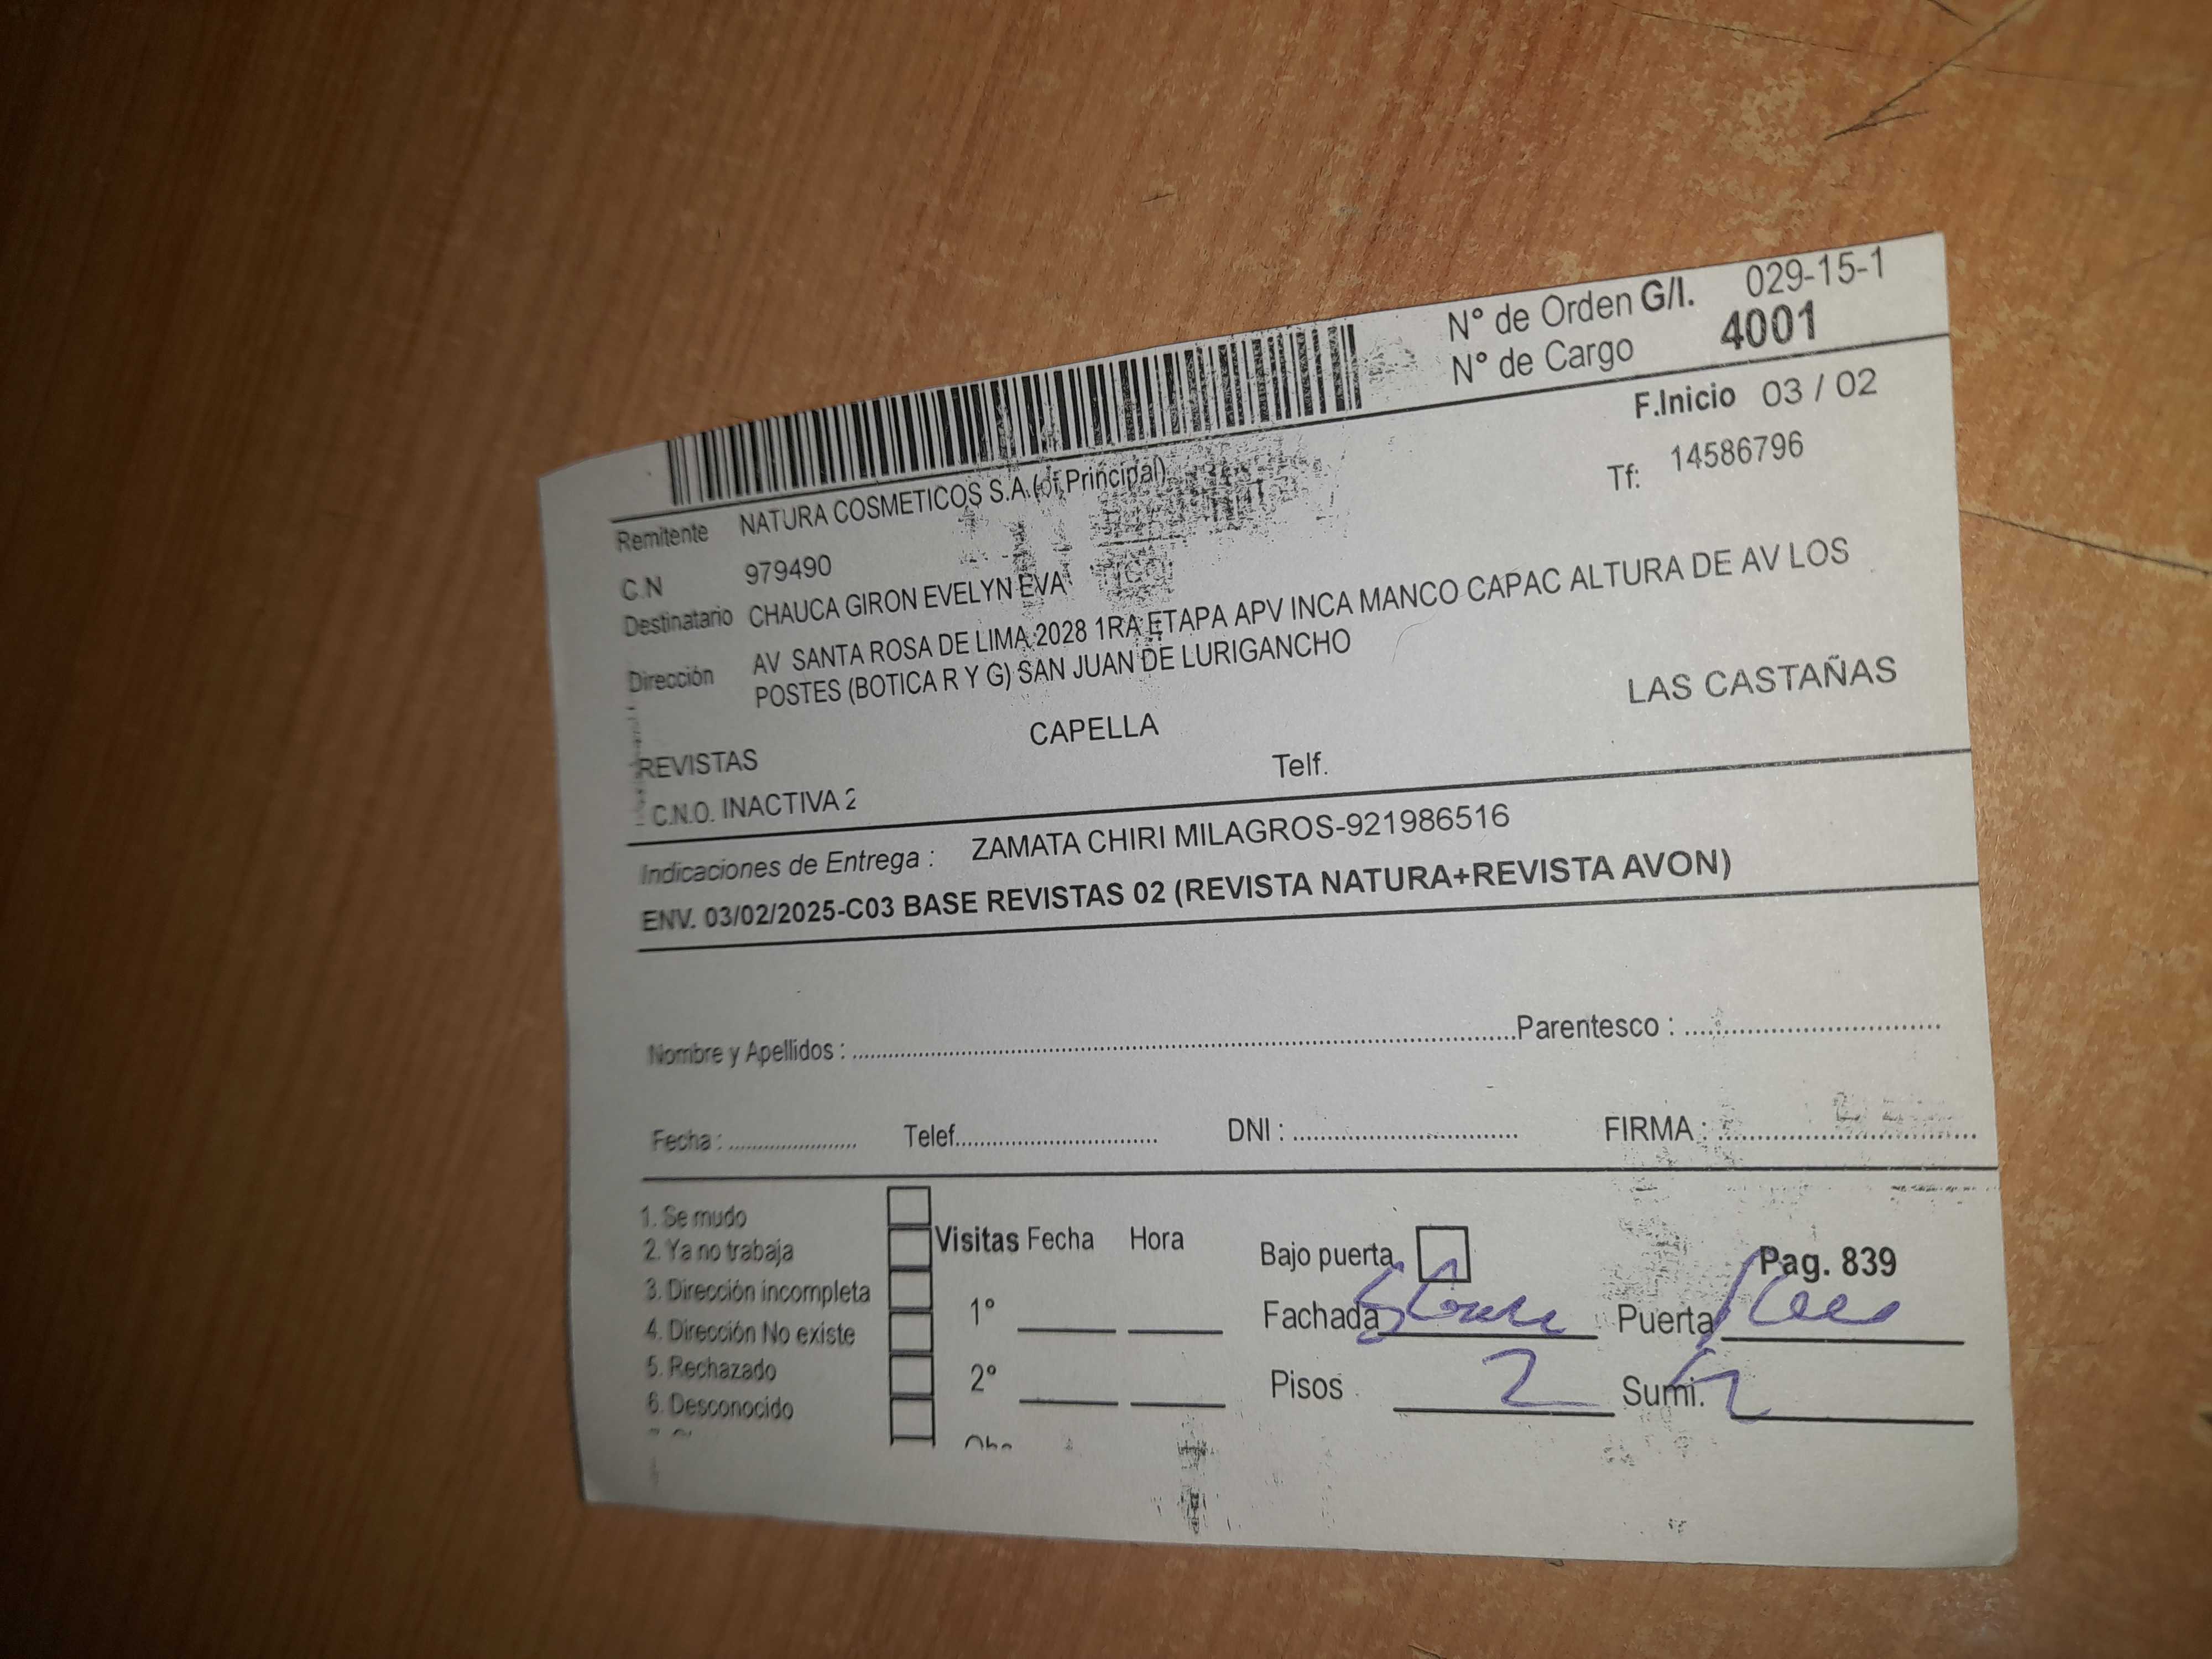 N° de Orden G/I. 029-15-1
N° de Cargo 4001
F.Inicio 03 / 02
Remitente NATURA COSMETICOS S.A.(of.Principal) Tf: 14586796
C.N 979490
Destinatario CHAUCA GIRON EVELYN EVA
Dirección AV SANTA ROSA DE LIMA 2028 1RA ETAPA APV INCA MANCO CAPAC ALTURA DE AV LOS
POSTES (BOTICA R Y G) SAN JUAN DE LURIGANCHO
REVISTAS CAPELLA LAS CASTAÑAS
C.N.O. INACTIVA 2 Telf.
Indicaciones de Entrega : ZAMATA CHIRI MILAGROS-921986516
ENV. 03/02/2025-C03 BASE REVISTAS 02 (REVISTA NATURA+REVISTA AVON)
Nombre y Apellidos : Parentesco :
Fecha : Telef. DNI : FIRMA :
1. Se mudo
2. Ya no trabaja Visitas Fecha Hora Bajo puerta Pag. 839
3. Dirección incompleta 1° Fachada Puerta
4. Dirección No existe
5. Rechazado 2° Pisos 2 Sumi.
6. Desconocido